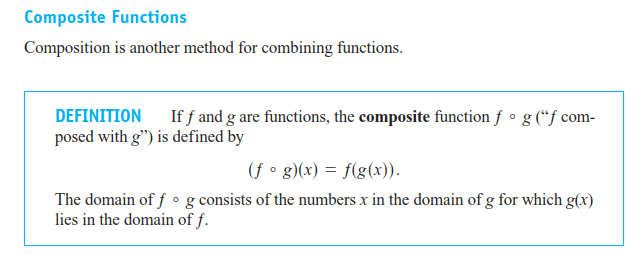 Composite Functions
Composition is another method for combining functions.
DEFINITION If f and g are functions, the composite function f ∘ g (“f com-
posed with g”) is defined by
(f ∘ g)(x) = f(g(x)).
The domain of f ∘ g consists of the numbers x in the domain of g for which g(x)
lies in the domain of f.